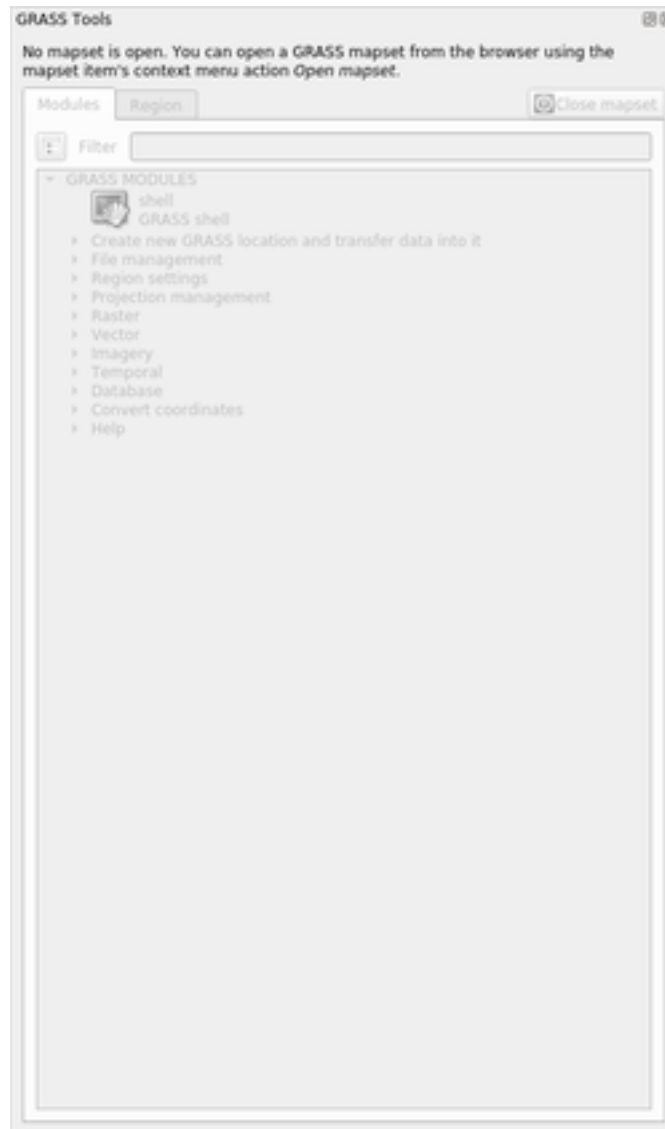 GRASS Tools
No mapset is open. You can open a GRASS mapset from the browser using the
mapset item's context menu action Open mapset.
Modules
Region
Close mapset
Filter
GRASS MODULES
shell
GRASS shell
Create new GRASS location and transfer data into it
File management
Region settings
Projection management
Raster
Vector
Imagery
Temporal
Database
Convert coordinates
Help